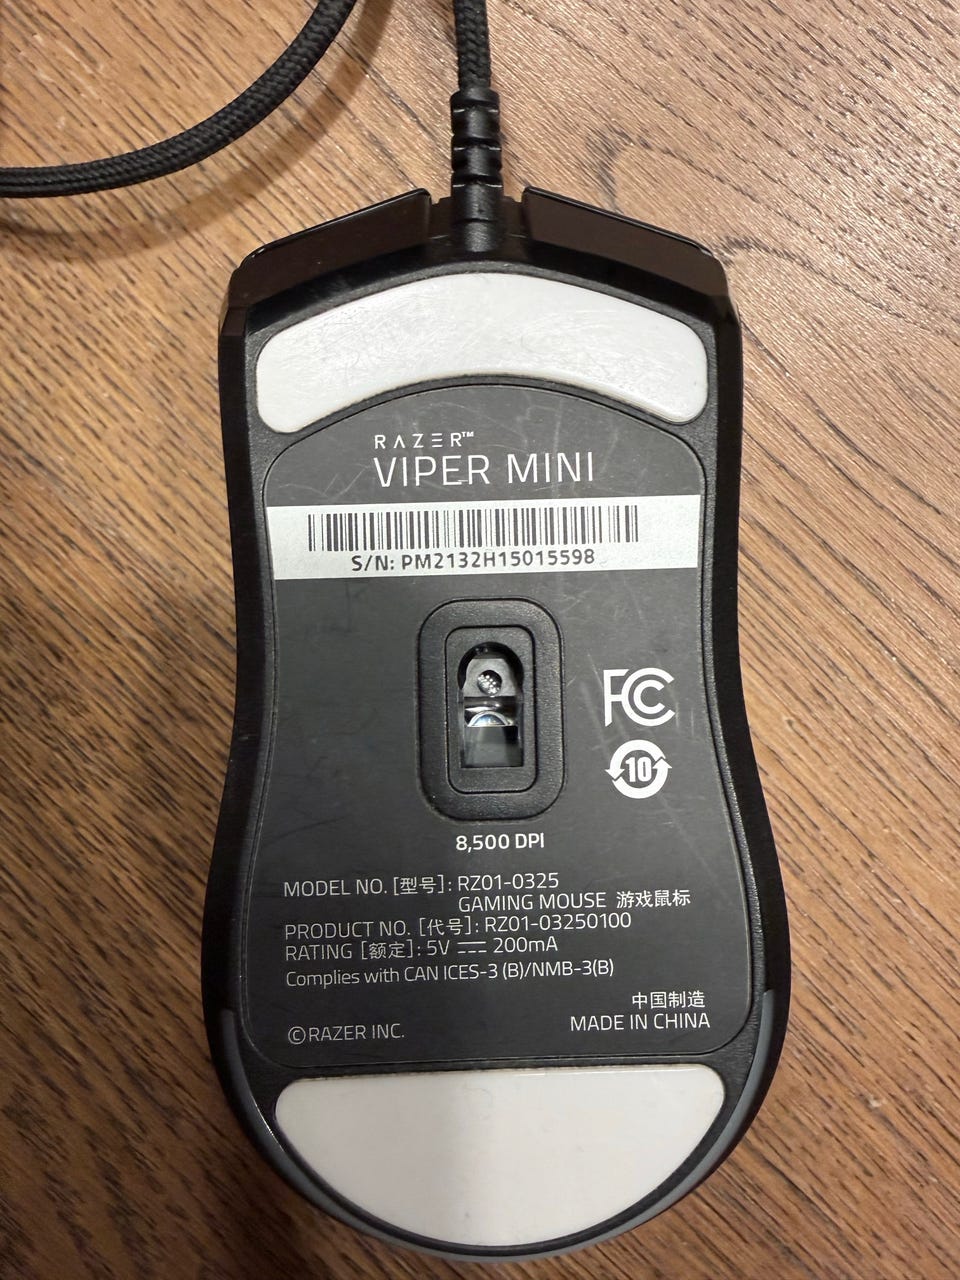 RAZER™
VIPER MINI
S/N: PM2132H15015598
FC
10
8,500 DPI
MODEL NO. [型号]: RZ01-0325
GAMING MOUSE 游戏鼠标
PRODUCT NO. [代号]: RZ01-03250100
RATING [额定]: 5V ⎓ 200mA
Complies with CAN ICES-3 (B)/NMB-3(B)
中国制造
©RAZER INC.
MADE IN CHINA